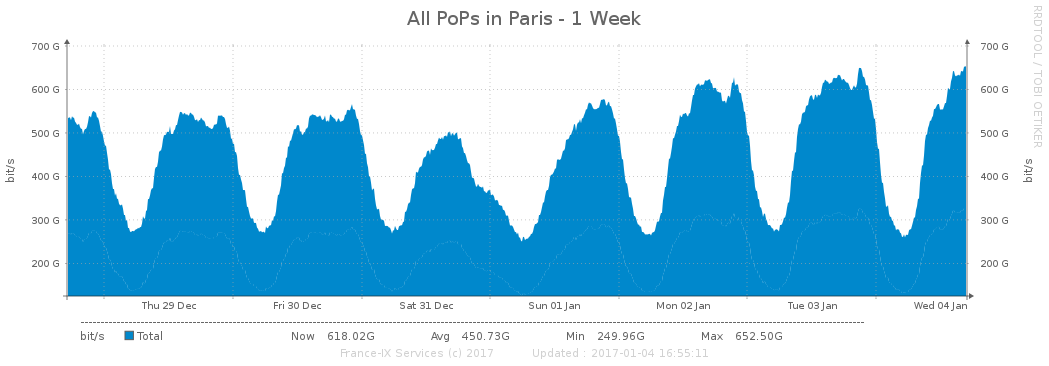 All PoPs in Paris - 1 Week
RRDTOOL / TOBI OETIKER
700 G 700 G
600 G 600 G
500 G 500 G
400 G 400 G
300 G 300 G
200 G 200 G
bit/s bit/s
Thu 29 Dec Fri 30 Dec Sat 31 Dec Sun 01 Jan Mon 02 Jan Tue 03 Jan Wed 04 Jan
bit/s Total Now 618.02G Avg 450.73G Min 249.96G Max 652.50G
France-IX Services (c) 2017 Updated : 2017-01-04 16:55:11